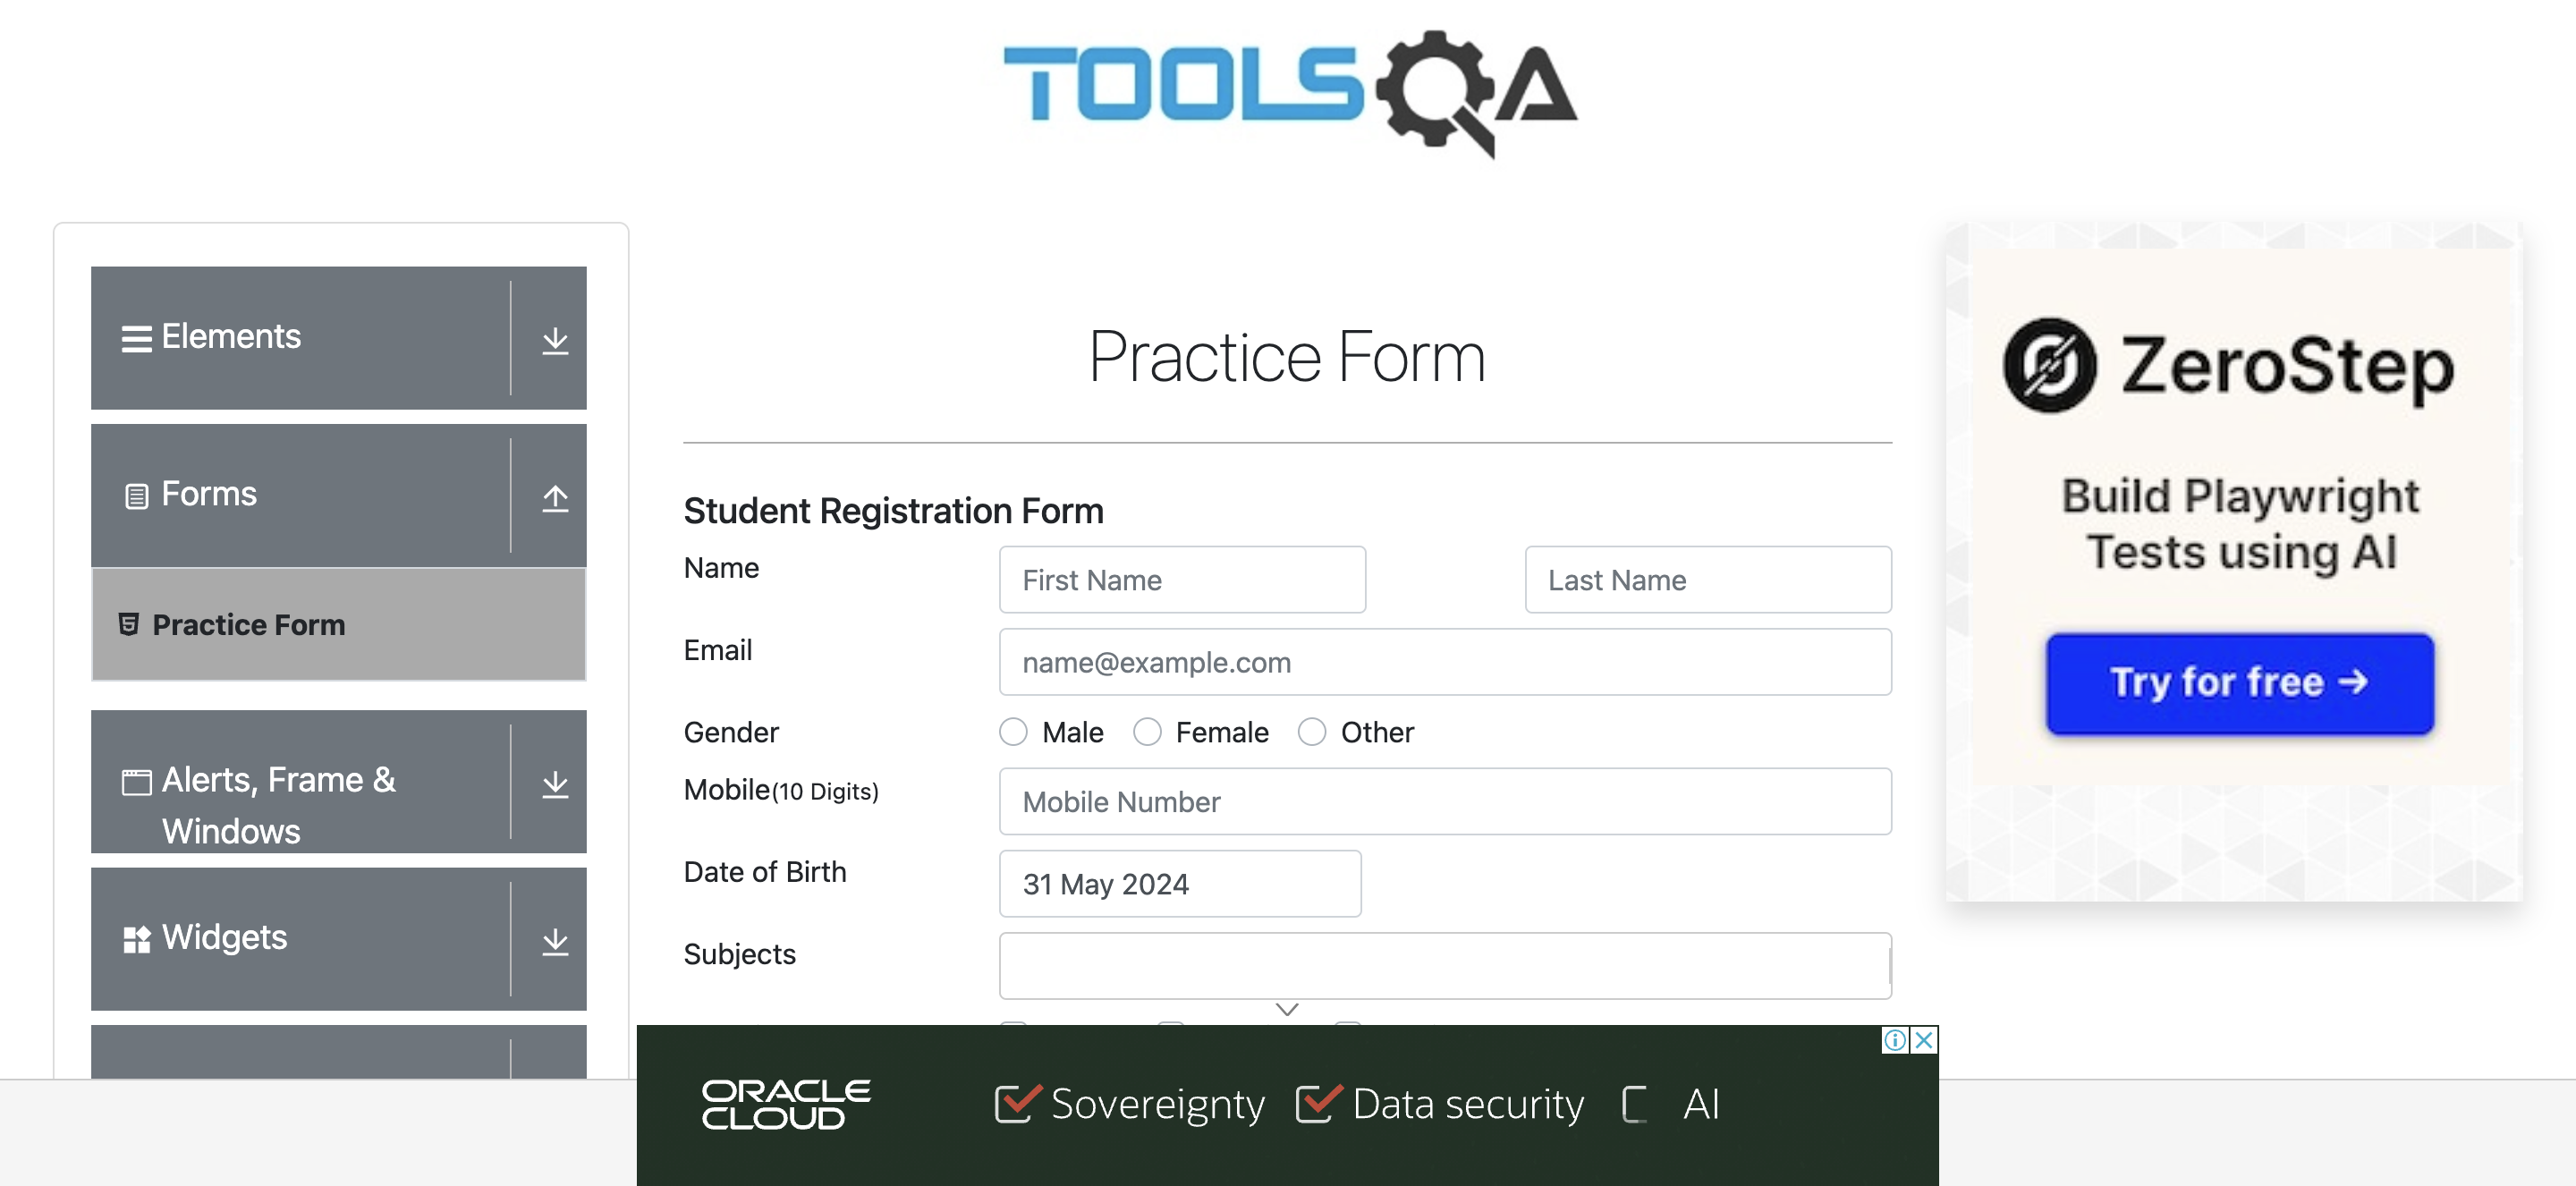 TOOLSQA
Elements
Forms
Practice Form
Alerts, Frame &
Windows
Widgets
Practice Form
Student Registration Form
Name
First Name
Last Name
Email
name@example.com
Gender
Male
Female
Other
Mobile(10 Digits)
Mobile Number
Date of Birth
31 May 2024
Subjects
ZeroStep
Build Playwright
Tests using AI
Try for free →
ORACLE
CLOUD
Sovereignty
Data security
AI